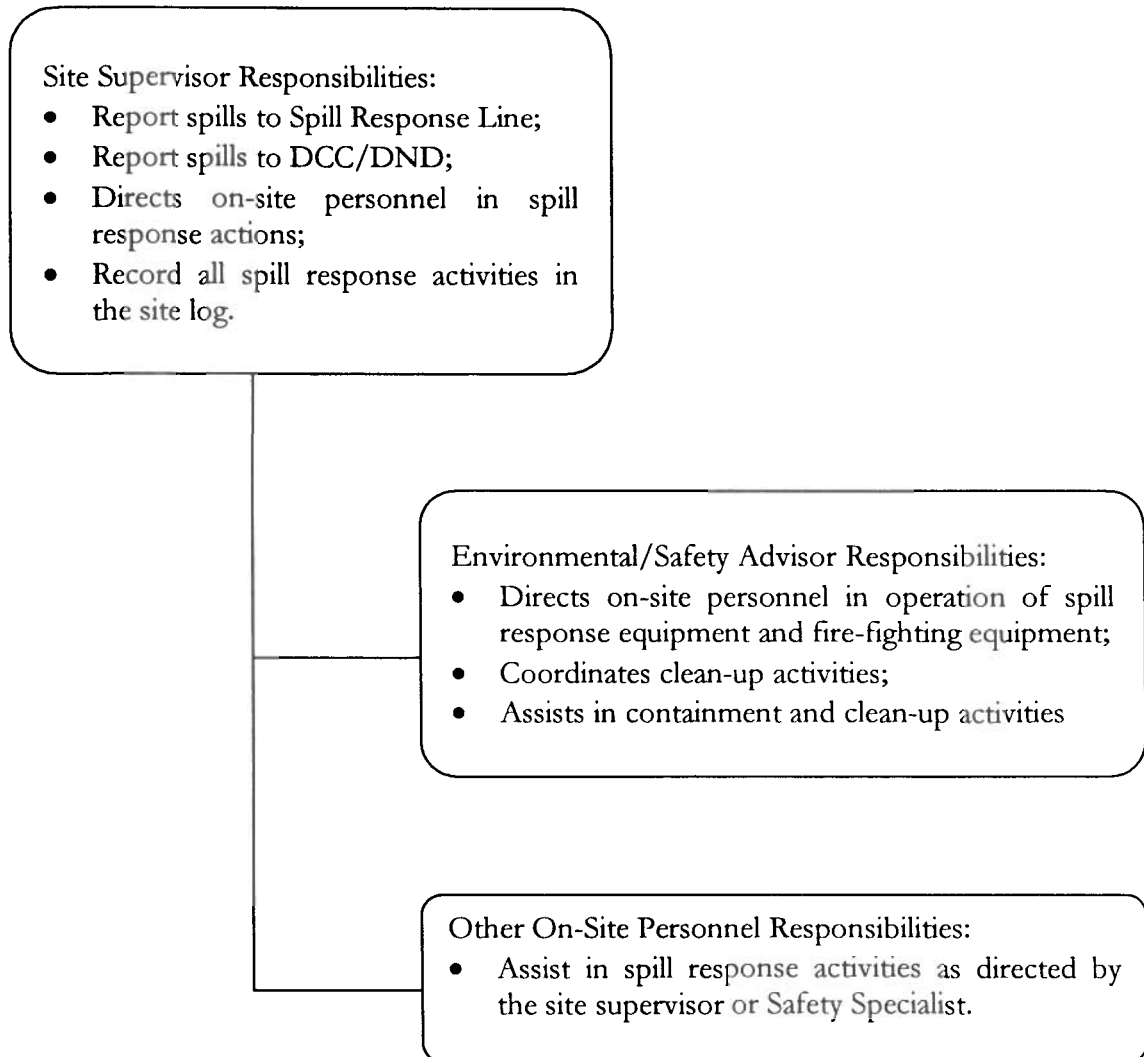 Site Supervisor Responsibilities:
• Report spills to Spill Response Line;
• Report spills to DCC/DND;
• Directs on-site personnel in spill
response actions;
• Record all spill response activities in
the site log.
Environmental/Safety Advisor Responsibilities:
• Directs on-site personnel in operation of spill
response equipment and fire-fighting equipment;
• Coordinates clean-up activities;
• Assists in containment and clean-up activities
Other On-Site Personnel Responsibilities:
• Assist in spill response activities as directed by
the site supervisor or Safety Specialist.